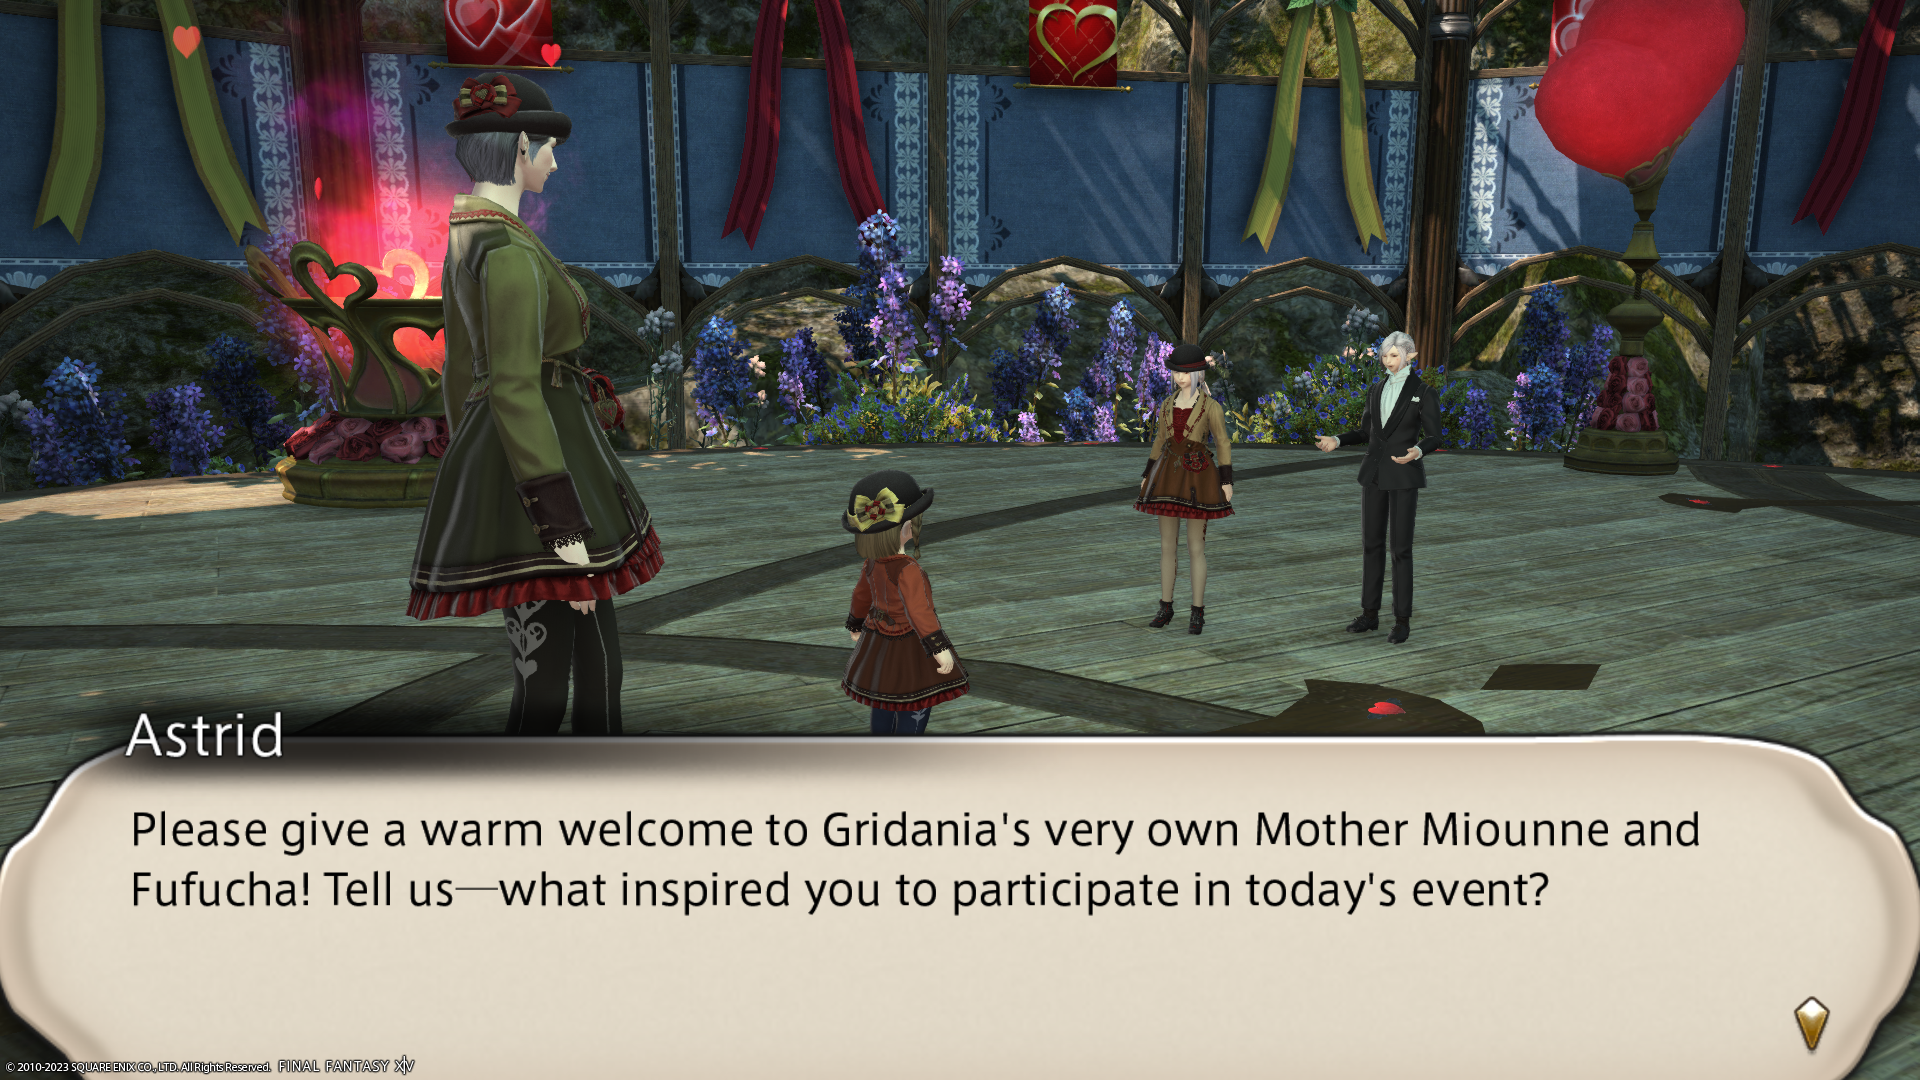 Astrid
Please give a warm welcome to Gridania's very own Mother Miounne and
Fufucha! Tell us—what inspired you to participate in today's event?
© 2010-2023 SQUARE ENIX CO., LTD. All Rights Reserved. FINAL FANTASY XIV